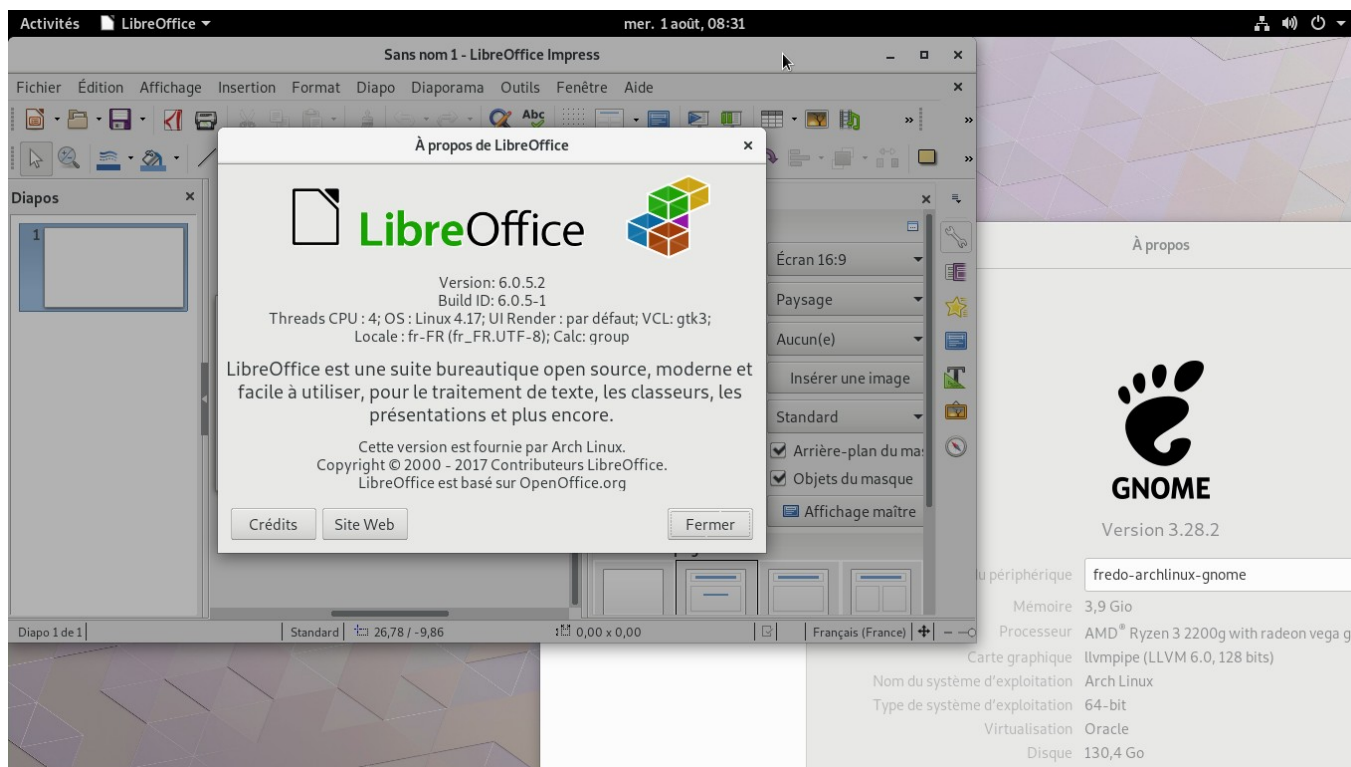 Activités LibreOffice mer. 1 août, 08:31
Sans nom 1 - LibreOffice Impress
Fichier Édition Affichage Insertion Format Diapo Diaporama Outils Fenêtre Aide
Abc
À propos de LibreOffice
Diapos
1
LibreOffice
Version: 6.0.5.2
Build ID: 6.0.5-1
Threads CPU : 4; OS : Linux 4.17; UI Render : par défaut; VCL: gtk3;
Locale : fr-FR (fr_FR.UTF-8); Calc: group
LibreOffice est une suite bureautique open source, moderne et
facile à utiliser, pour le traitement de texte, les classeurs, les
présentations et plus encore.
Cette version est fournie par Arch Linux.
Copyright © 2000 - 2017 Contributeurs LibreOffice.
LibreOffice est basé sur OpenOffice.org
Crédits Site Web Fermer
Écran 16:9
Paysage
Aucun(e)
Insérer une image
Standard
Arrière-plan du mas
Objets du masque
Affichage maître
Diapo 1 de 1 Standard 26,78 / -9,86 0,00 x 0,00 Français (France)
À propos
GNOME
Version 3.28.2
du périphérique fredo-archlinux-gnome
Mémoire 3,9 Gio
Processeur AMD® Ryzen 3 2200g with radeon vega g
Carte graphique llvmpipe (LLVM 6.0, 128 bits)
Nom du système d'exploitation Arch Linux
Type de système d'exploitation 64-bit
Virtualisation Oracle
Disque 130,4 Go